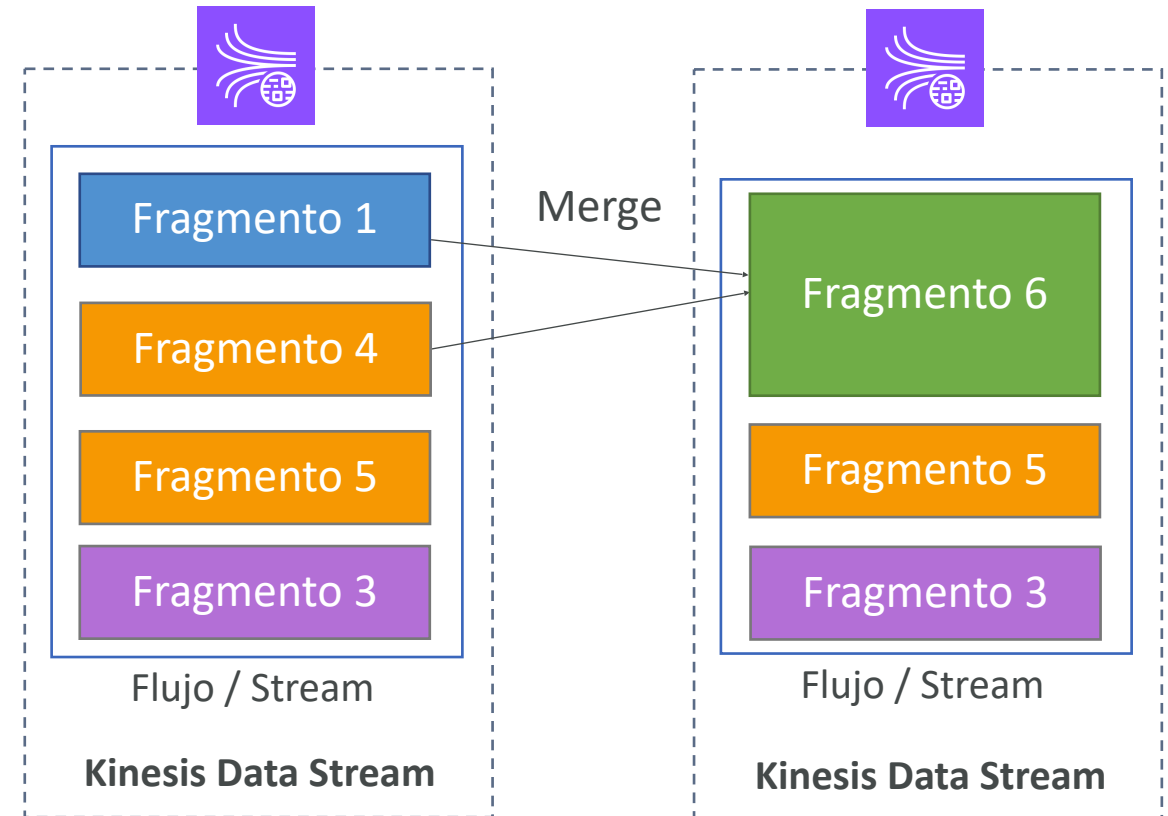 Fragmento 1
Fragmento 4
Fragmento 5
Fragmento 3
Flujo / Stream
Kinesis Data Stream
Merge
Fragmento 6
Fragmento 5
Fragmento 3
Flujo / Stream
Kinesis Data Stream